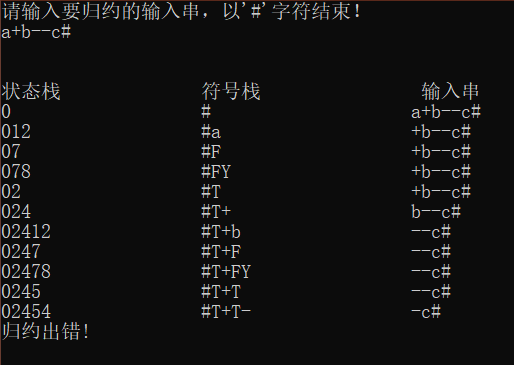 请输入要归约的输入串，以'#'字符结束!
a+b--c#
状态栈 符号栈 输入串
0 # a+b--c#
012 #a +b--c#
07 #F +b--c#
078 #FY +b--c#
02 #T +b--c#
024 #T+ b--c#
02412 #T+b --c#
0247 #T+F --c#
02478 #T+FY --c#
0245 #T+T --c#
02454 #T+T- -c#
归约出错!